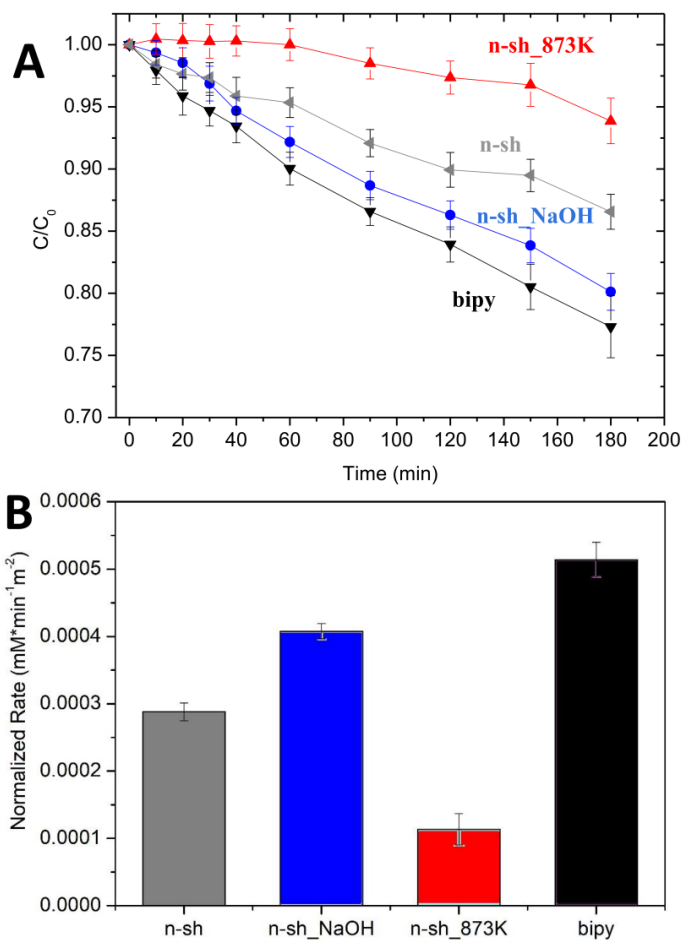 A
1.00
0.95
0.90
0.85
0.80
0.75
0.70
C/C₀
n-sh_873K
n-sh
n-sh_NaOH
bipy
0 20 40 60 80 100 120 140 160 180 200
Time (min)
B
0.0006
0.0005
0.0004
0.0003
0.0002
0.0001
0.0000
Normalized Rate (mM*min⁻¹m⁻²)
n-sh n-sh_NaOH n-sh_873K bipy